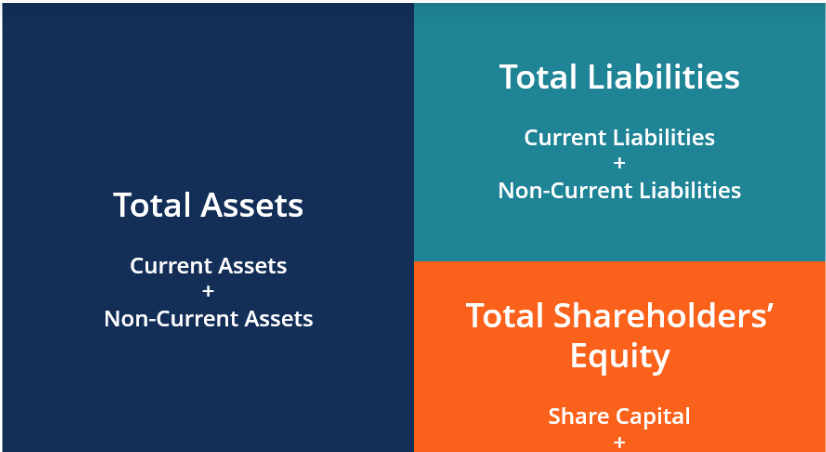 Total Assets
Current Assets
+
Non-Current Assets
Total Liabilities
Current Liabilities
+
Non-Current Liabilities
Total Shareholders’
Equity
Share Capital
+